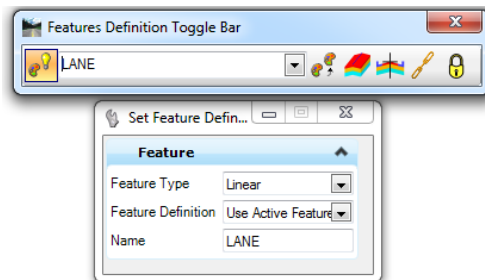 Features Definition Toggle Bar
LANE
Set Feature Defin...
Feature
Feature Type Linear
Feature Definition Use Active Feature
Name LANE